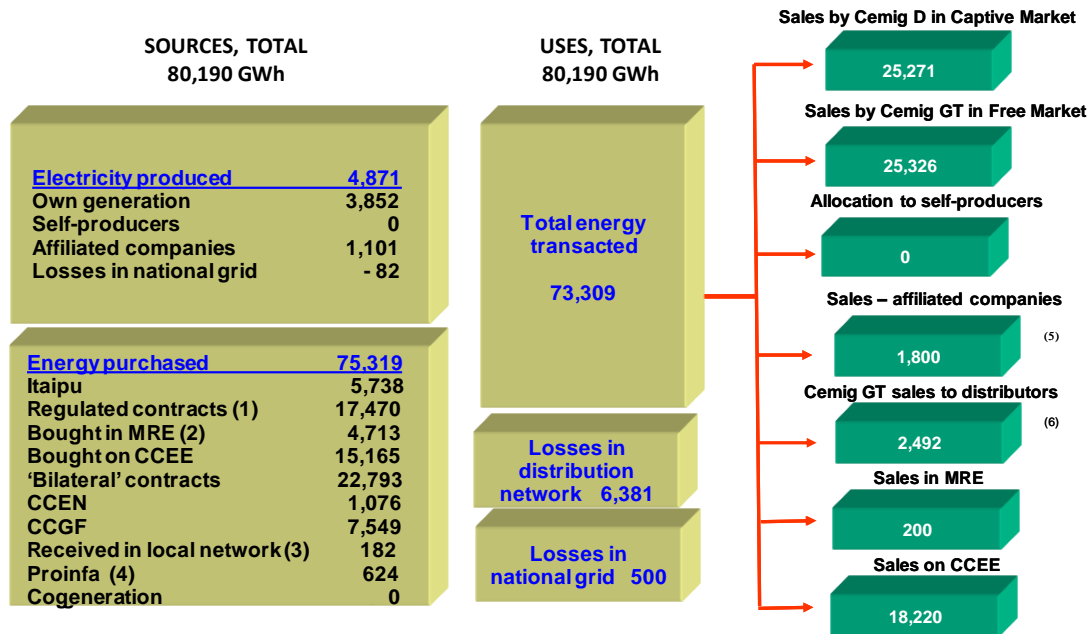 SOURCES, TOTAL
80,190 GWh
Electricity produced 4,871
Own generation 3,852
Self-producers 0
Affiliated companies 1,101
Losses in national grid - 82
Energy purchased 75,319
Itaipu 5,738
Regulated contracts (1) 17,470
Bought in MRE (2) 4,713
Bought on CCEE 15,165
‘Bilateral’ contracts 22,793
CCEN 1,076
CCGF 7,549
Received in local network (3) 182
Proinfa (4) 624
Cogeneration 0
USES, TOTAL
80,190 GWh
Total energy
transacted
73,309
Losses in
distribution
network 6,381
Losses in
national grid 500
Sales by Cemig D in Captive Market
25,271
Sales by Cemig GT in Free Market
25,326
Allocation to self-producers
0
Sales – affiliated companies
(5)
1,800
Cemig GT sales to distributors
(6)
2,492
Sales in MRE
200
Sales on CCEE
18,220